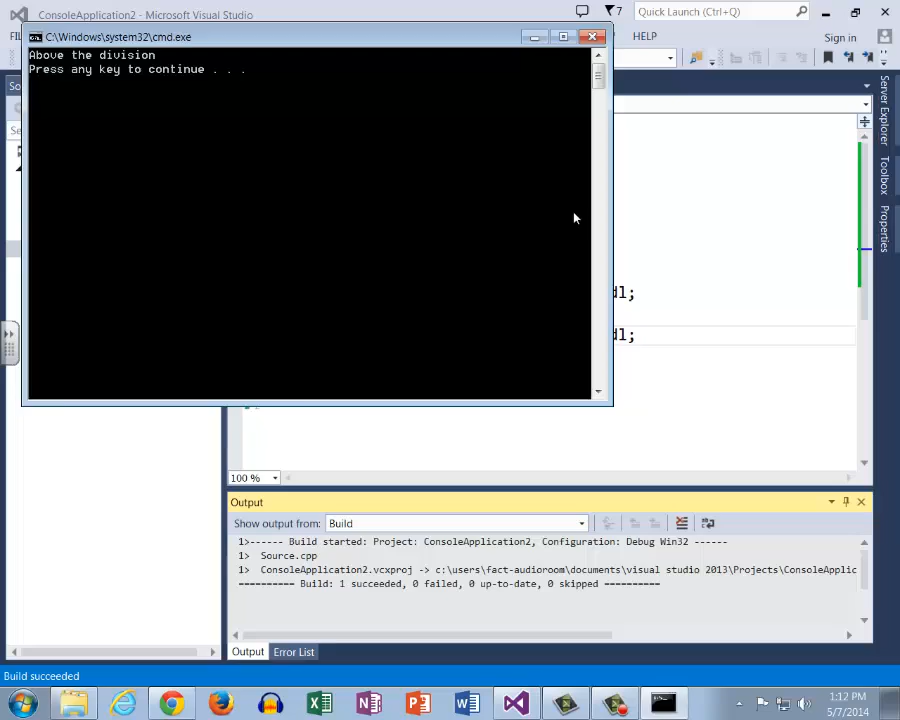 ConsoleApplication2 - Microsoft Visual Studio
7
Quick Launch (Ctrl+Q)
C:\Windows\system32\cmd.exe
HELP
Sign in
Above the division
Press any key to continue . . .
So
Se
Server Explorer
Toolbox
Properties
dl;
dl;
100 %
Output
Show output from:
Build
1>------ Build started: Project: ConsoleApplication2, Configuration: Debug Win32 ------
1> Source.cpp
1> ConsoleApplication2.vcxproj -> c:\users\fact-audioroom\documents\visual studio 2013\Projects\ConsoleApplic
========== Build: 1 succeeded, 0 failed, 0 up-to-date, 0 skipped ==========
Output
Error List
Build succeeded
1:12 PM
5/7/2014